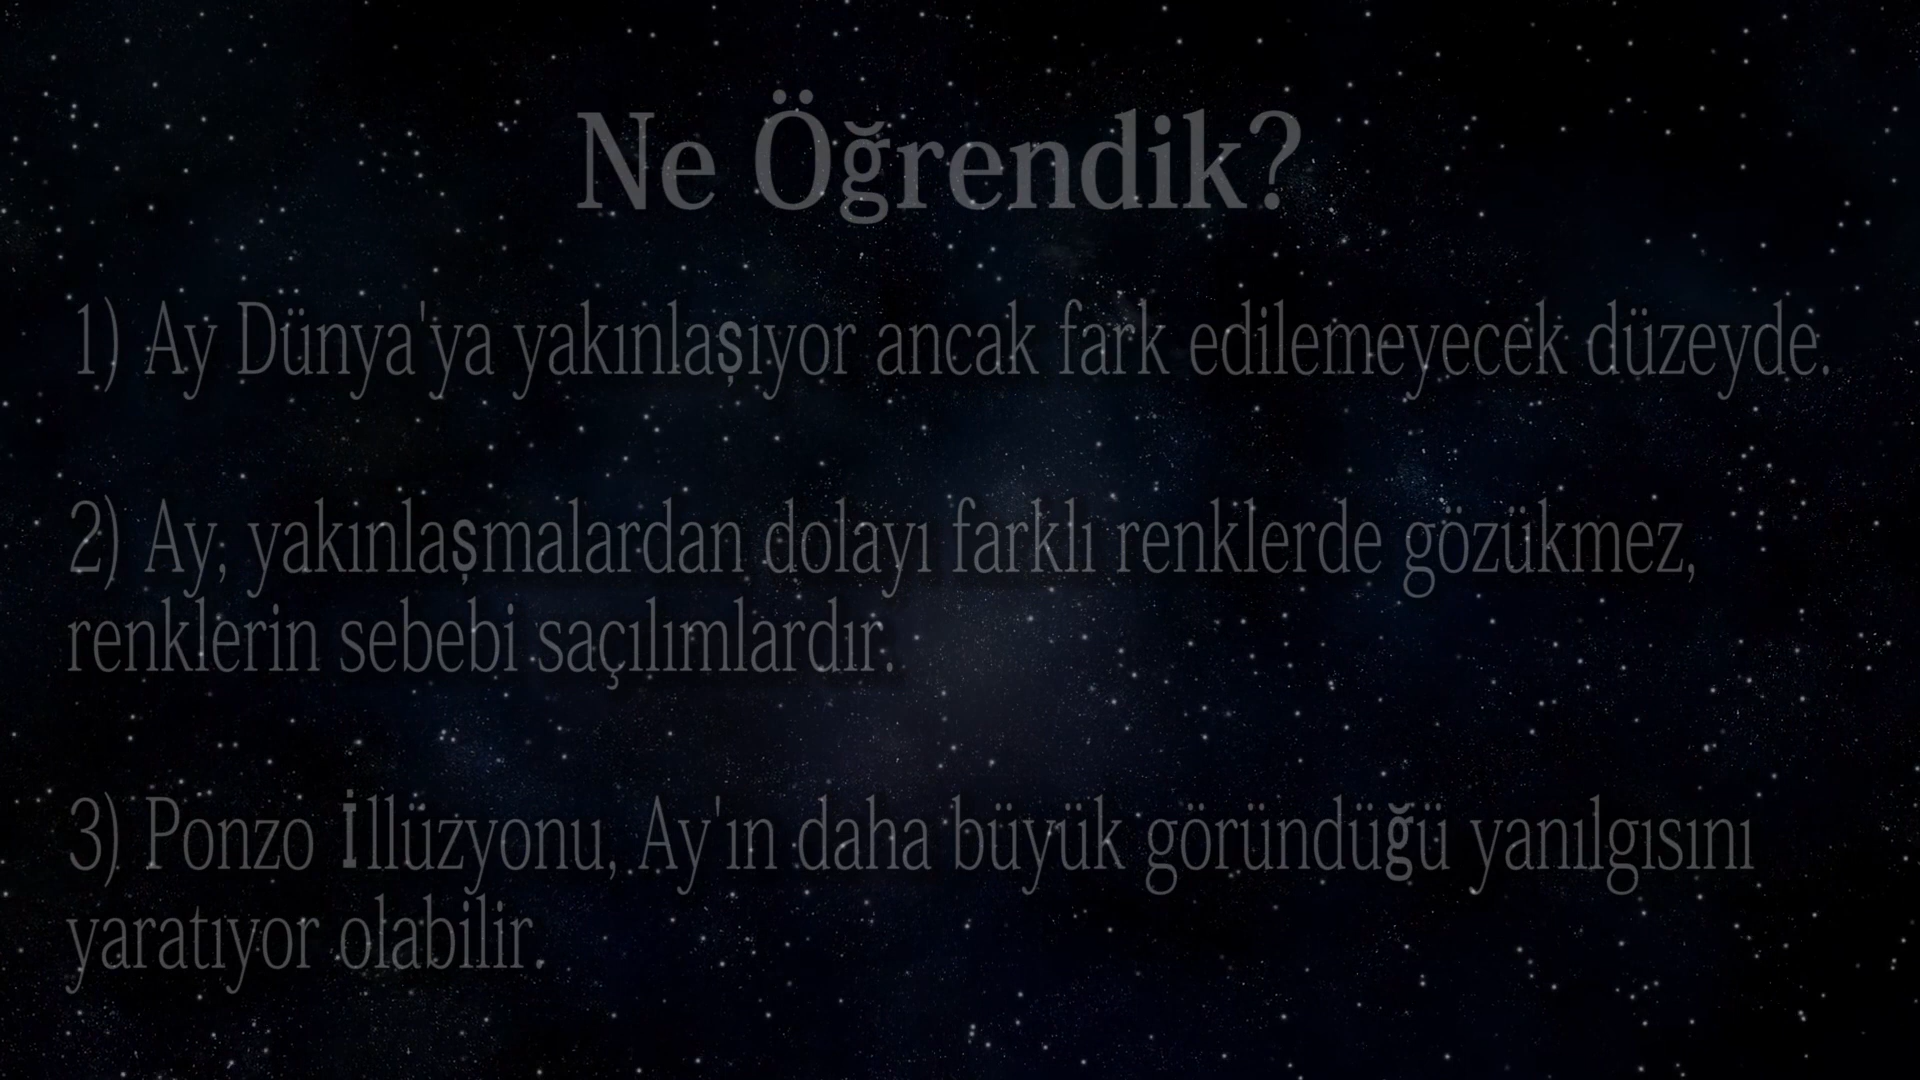 Ne Öğrendik?
1) Ay Dünya'ya yakınlaşıyor ancak fark edilemeyecek düzeyde.
2) Ay, yakınlaşmalardan dolayı farklı renklerde gözükmez,
renklerin sebebi saçılımlardır.
3) Ponzo İllüzyonu, Ay'ın daha büyük göründüğü yanılgısını
yaratıyor olabilir.